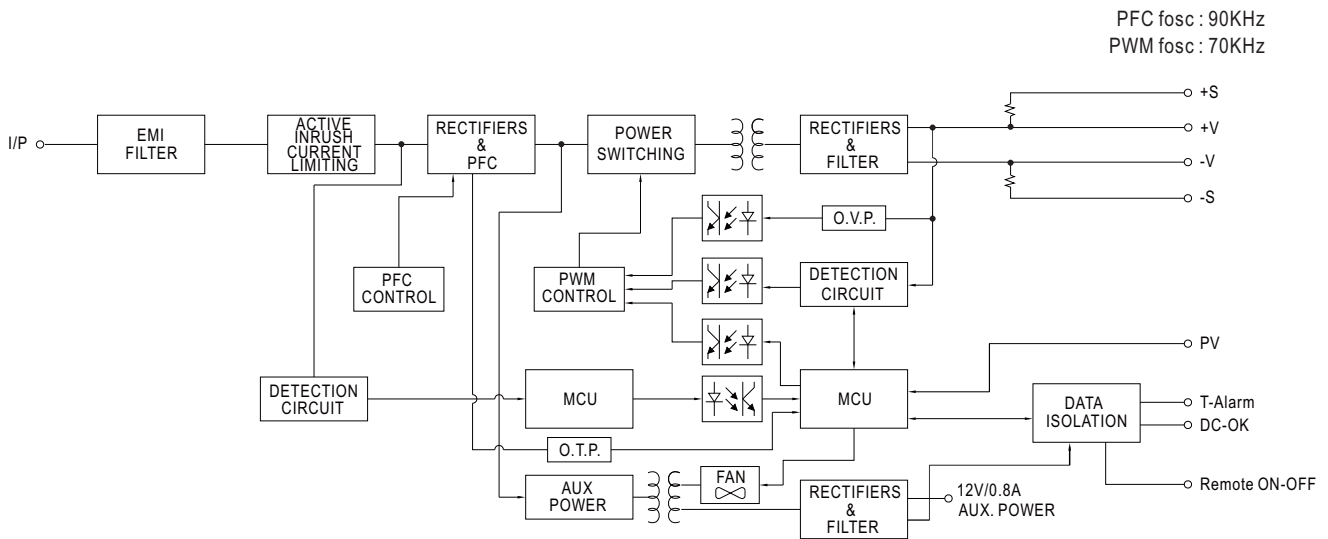 PFC fosc : 90KHz
PWM fosc : 70KHz
I/P
EMI
FILTER
ACTIVE
INRUSH
CURRENT
LIMITING
RECTIFIERS
&
PFC
POWER
SWITCHING
RECTIFIERS
&
FILTER
+S
+V
-V
-S
O.V.P.
PFC
CONTROL
PWM
CONTROL
DETECTION
CIRCUIT
PV
DETECTION
CIRCUIT
MCU
MCU
DATA
ISOLATION
T-Alarm
DC-OK
O.T.P.
AUX
POWER
FAN
RECTIFIERS
&
FILTER
12V/0.8A
AUX. POWER
Remote ON-OFF